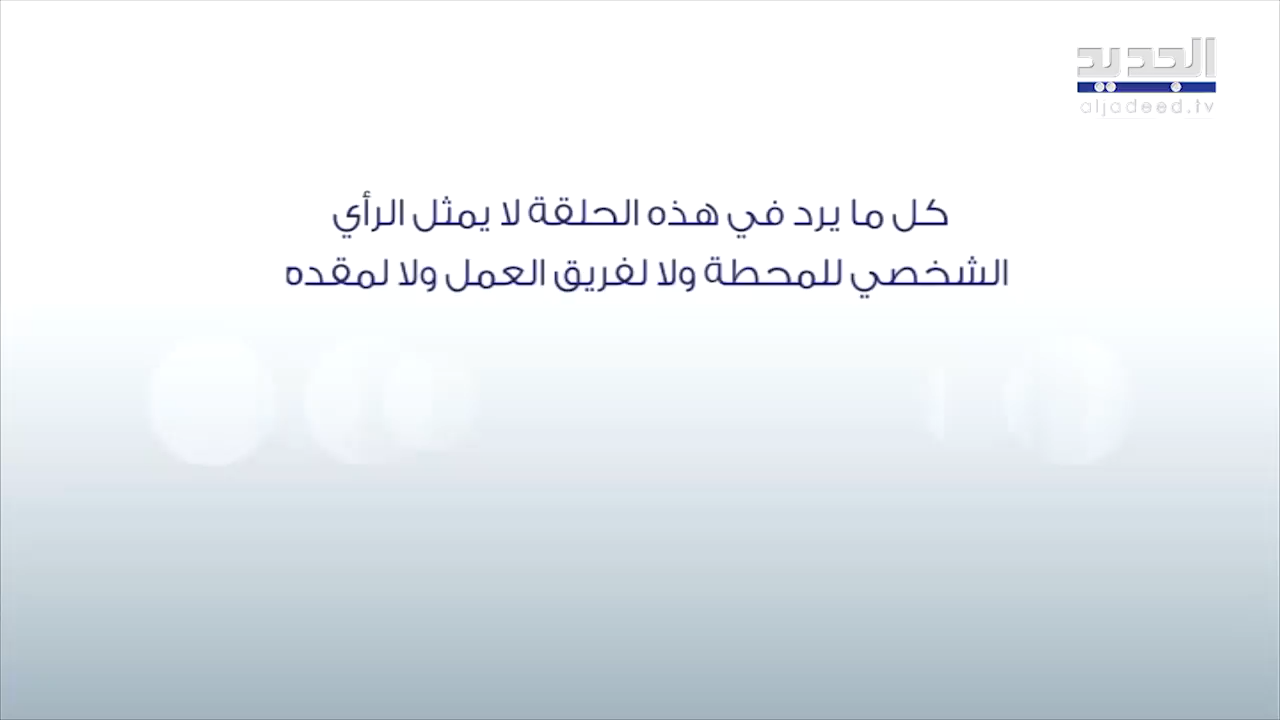 الجديد
aljadeed.tv
كل ما يرد في هذه الحلقة لا يمثل الرأي
الشخصي للمحطة ولا لفريق العمل ولا لمقده